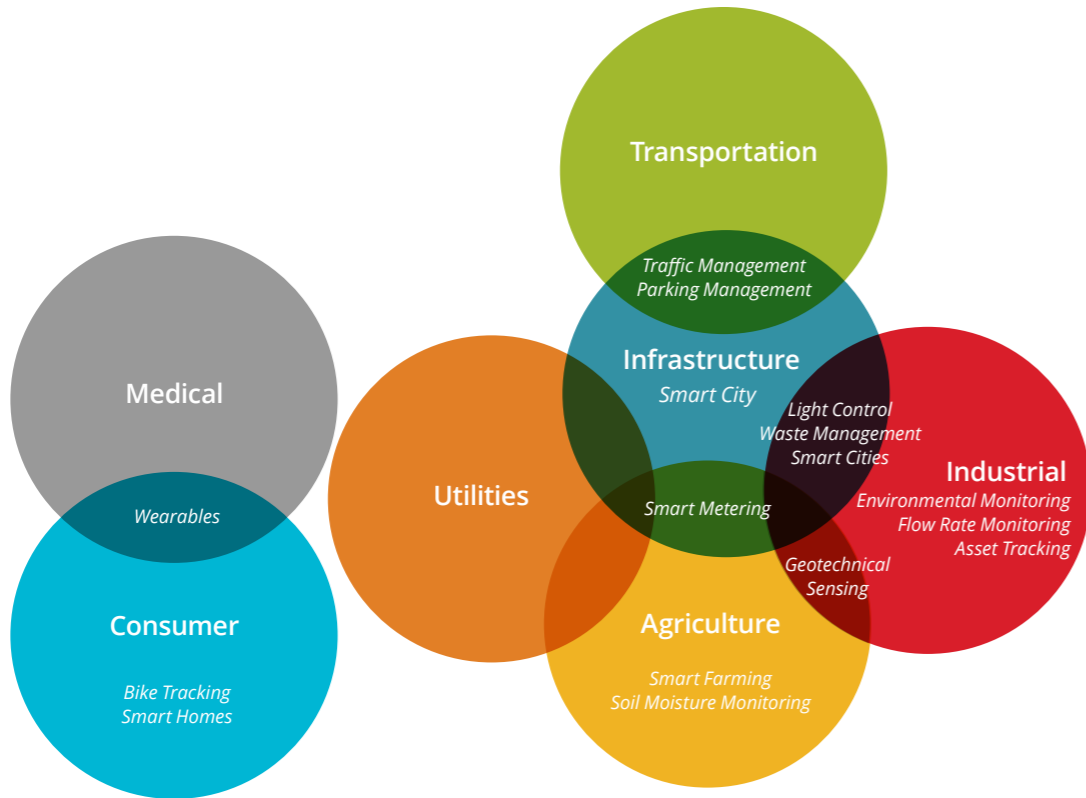 Transportation
Traffic Management
Parking Management
Infrastructure
Smart City
Medical
Light Control
Waste Management
Smart Cities
Industrial
Environmental Monitoring
Flow Rate Monitoring
Asset Tracking
Utilities
Smart Metering
Wearables
Geotechnical
Sensing
Consumer
Bike Tracking
Smart Homes
Agriculture
Smart Farming
Soil Moisture Monitoring